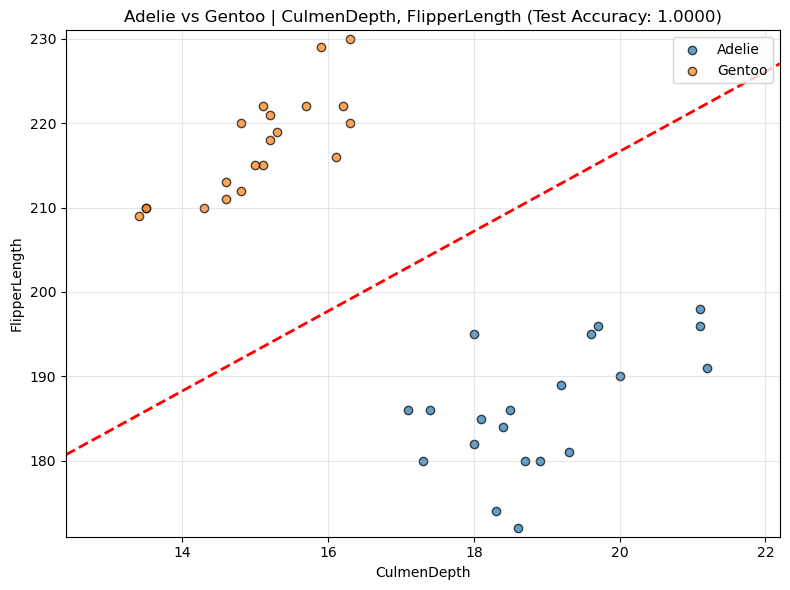 Adelie vs Gentoo | CulmenDepth, FlipperLength (Test Accuracy: 1.0000)
Adelie
Gentoo
FlipperLength
230
220
210
200
190
180
14
16
18
20
22
CulmenDepth